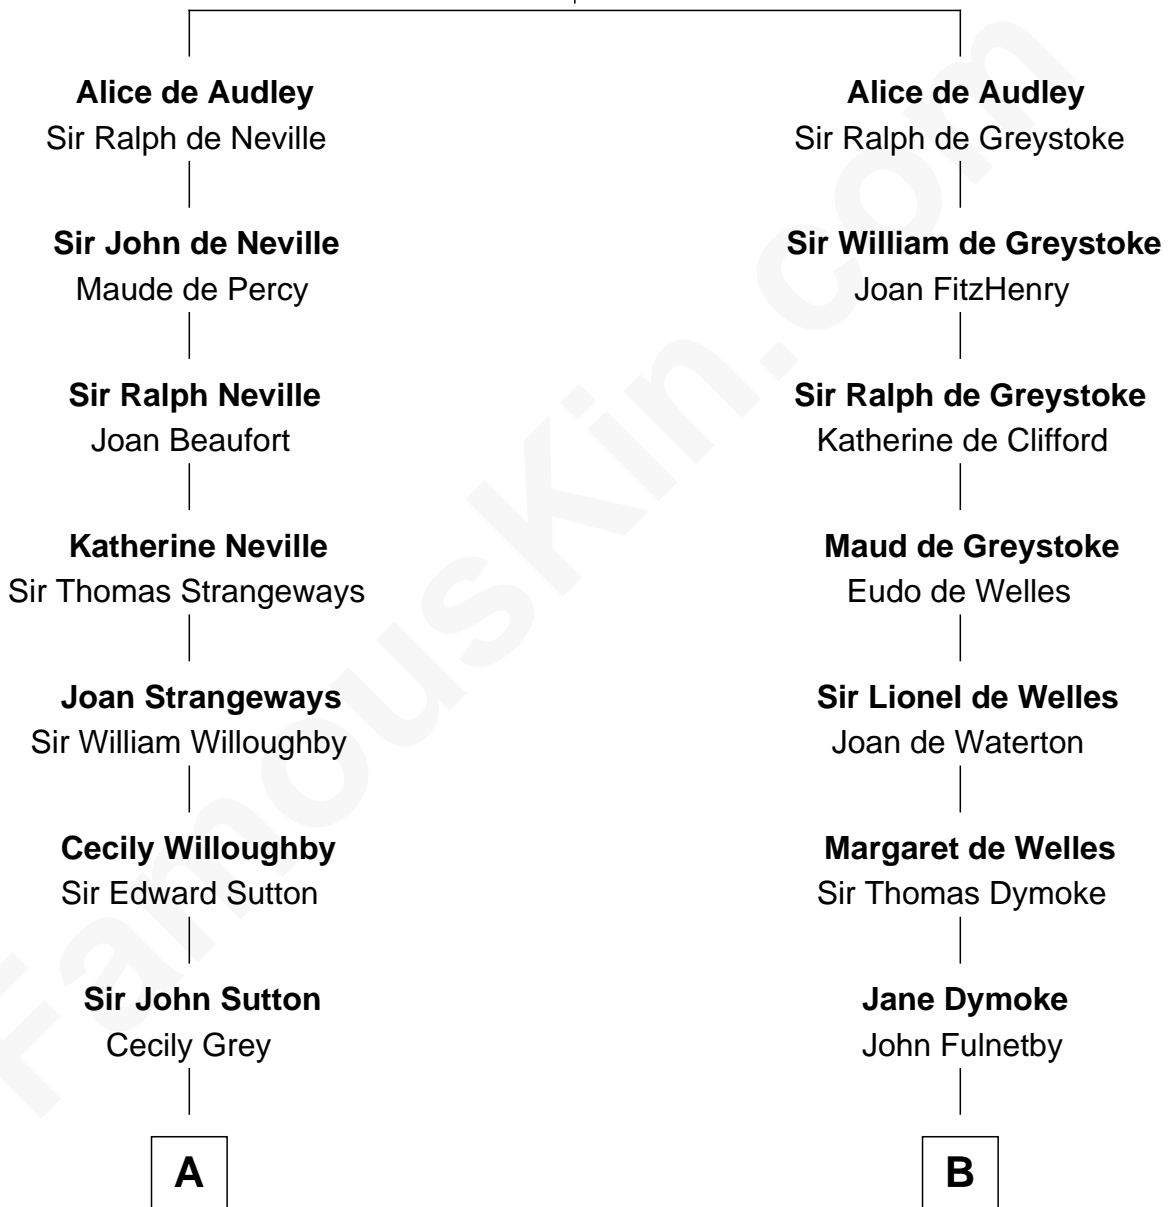 Alice de Audley
Sir Ralph de Neville
Sir John de Neville
Maude de Percy
Sir Ralph Neville
Joan Beaufort
Katherine Neville
Sir Thomas Strangeways
Joan Strangeways
Sir William Willoughby
Cecily Willoughby
Sir Edward Sutton
Sir John Sutton
Cecily Grey
A
Alice de Audley
Sir Ralph de Greystoke
Sir William de Greystoke
Joan FitzHenry
Sir Ralph de Greystoke
Katherine de Clifford
Maud de Greystoke
Eudo de Welles
Sir Lionel de Welles
Joan de Waterton
Margaret de Welles
Sir Thomas Dymoke
Jane Dymoke
John Fulnetby
B
FamousKin.com